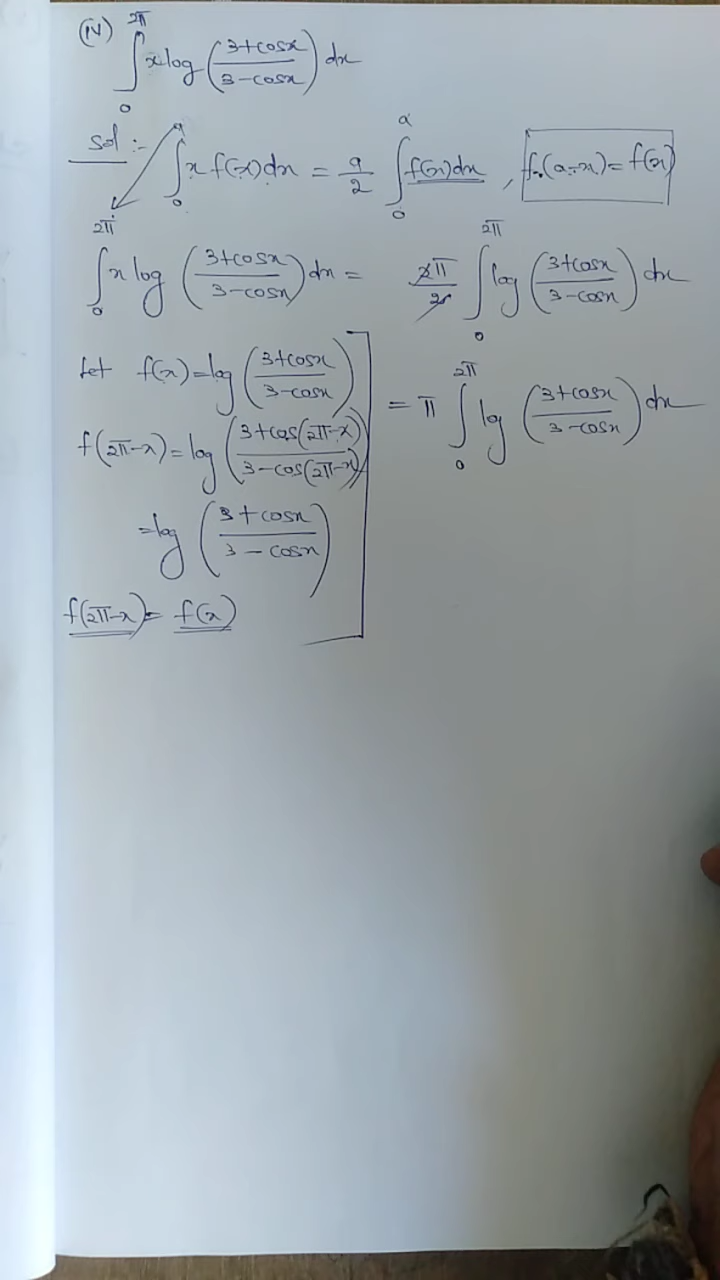 (IV) ∫₀^{2π} x log ((3+cosx)/(3-cosx)) dx
Sol :- ∫₀^{a} x f(x) dx = a/2 ∫₀^{a} f(x) dx , f(a-x) = f(x)
∫₀^{2π} x log ((3+cosx)/(3-cosx)) dx = 2π/2 ∫₀^{2π} log ((3+cosx)/(3-cosx)) dx
Let f(x) = log ((3+cosx)/(3-cosx))
= π ∫₀^{2π} log ((3+cosx)/(3-cosx)) dx
f(2π-x) = log ((3+cos(2π-x))/(3-cos(2π-x)))
= log ((3+cosx)/(3-cosx))
f(2π-x) = f(x)